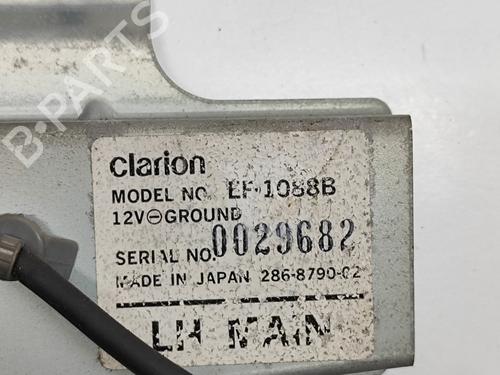 B-PARTS
clarion
MODEL NO. EF-1088B
12V⊖GROUND
SERIAL NO. 0029682
MADE IN JAPAN 286-8790-02
LH MAIN